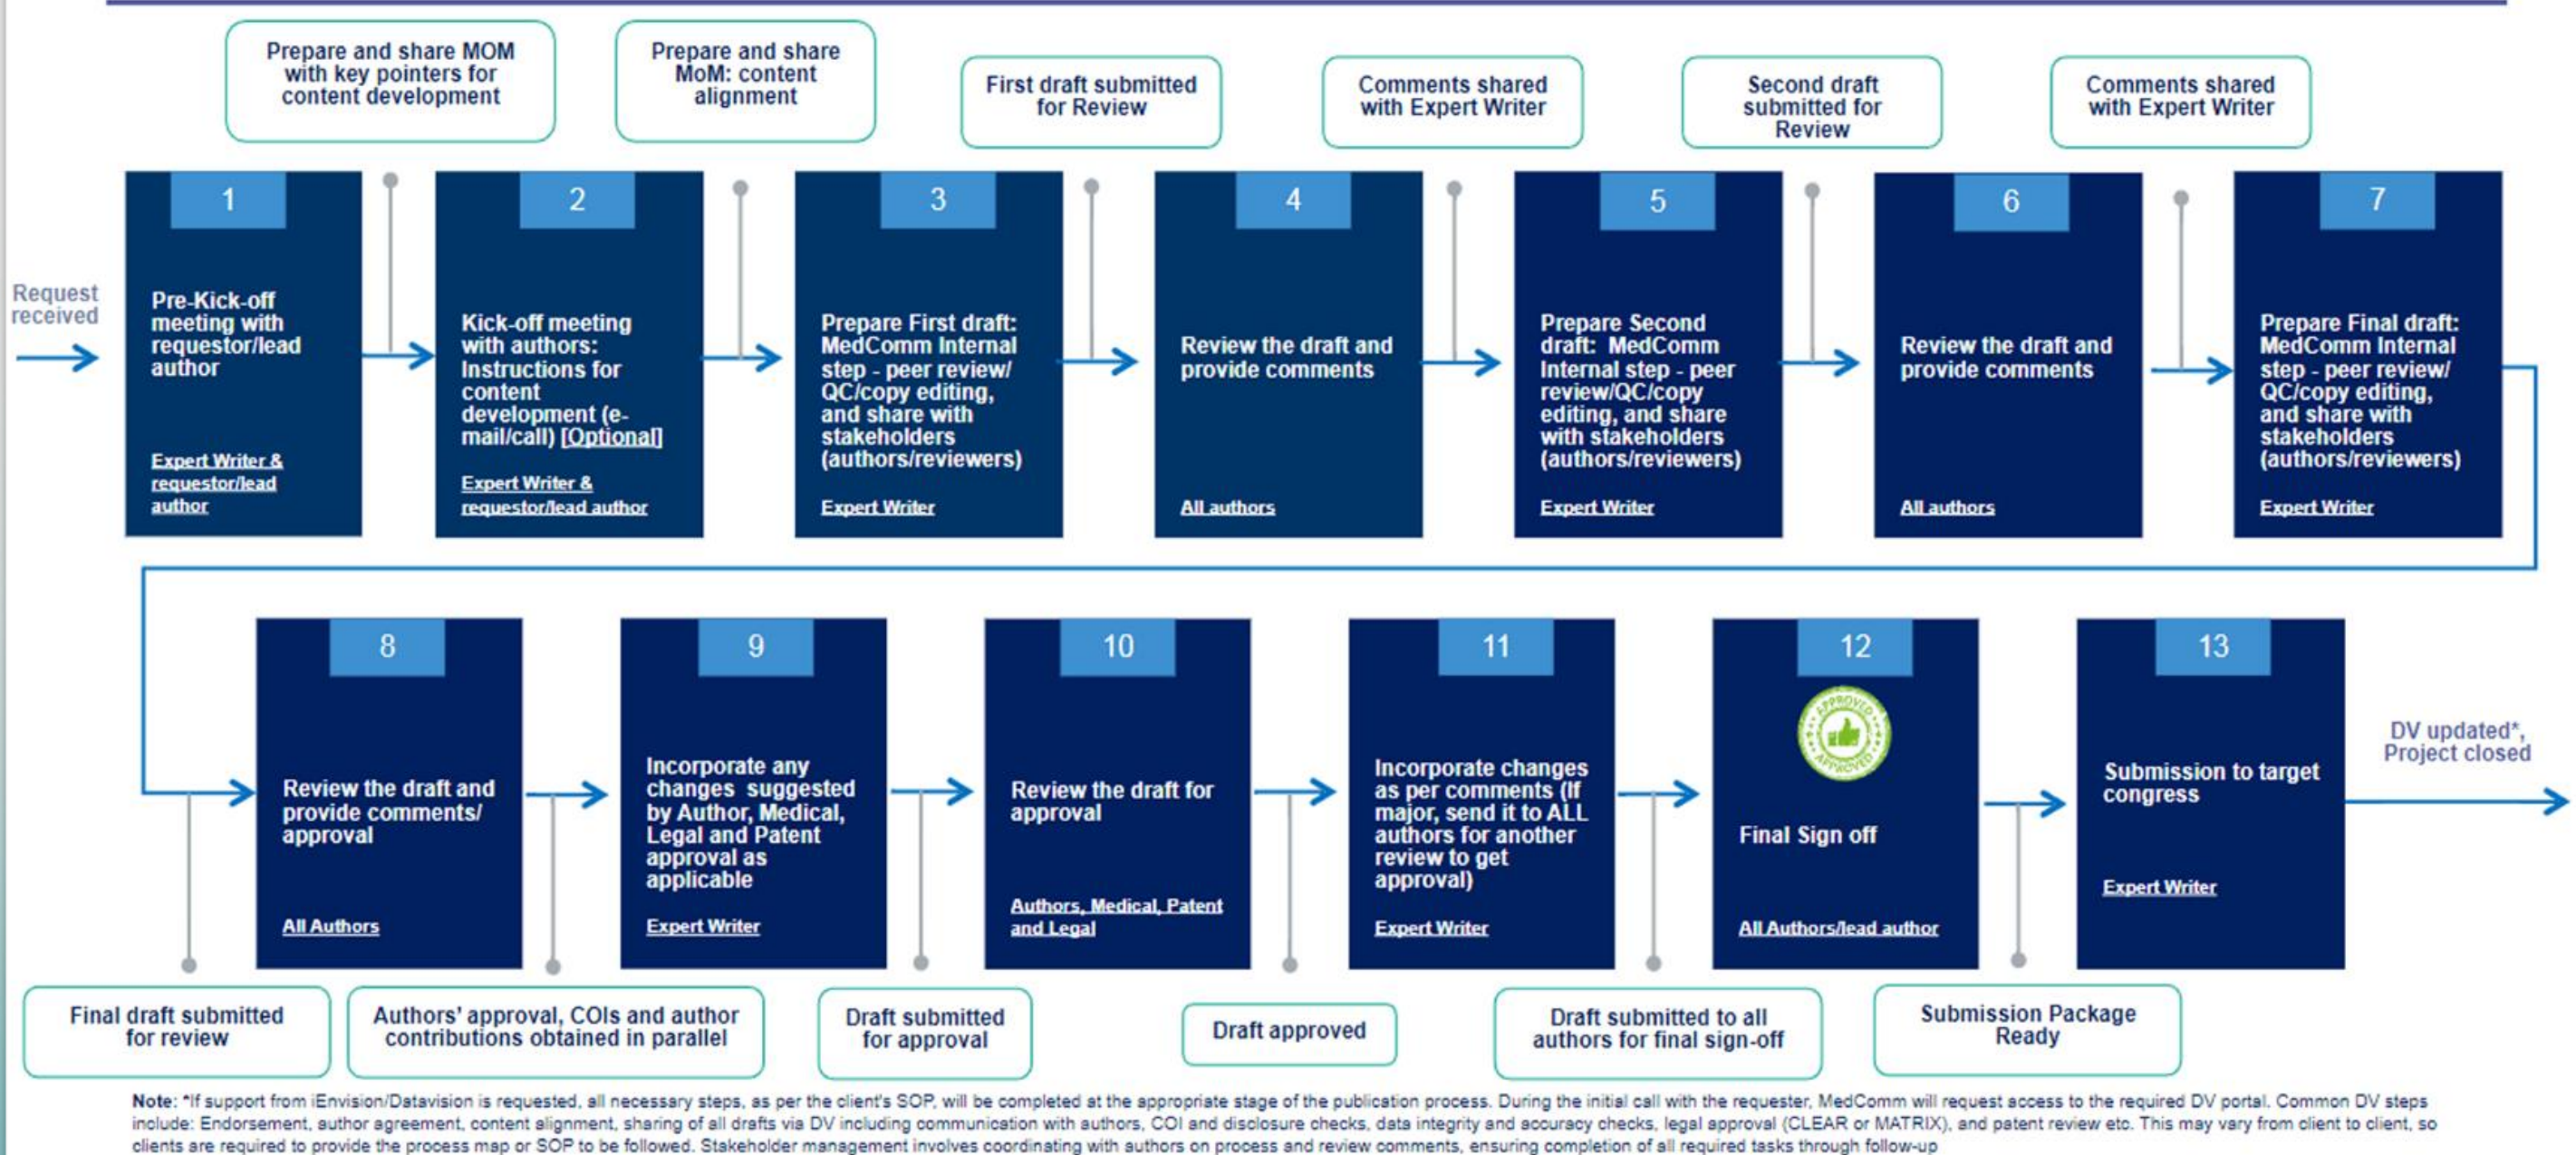 Prepare and share MOM
with key pointers for
content development
Prepare and share
MoM: content
alignment
First draft submitted
for Review
Comments shared
with Expert Writer
Second draft
submitted for
Review
Comments shared
with Expert Writer
Request
received
1
Pre-Kick-off
meeting with
requestor/lead
author
Expert Writer &
requestor/lead
author
2
Kick-off meeting
with authors:
Instructions for
content
development (e-
mail/call) [Optional]
Expert Writer &
requestor/lead author
3
Prepare First draft:
MedComm Internal
step - peer review/
QC/copy editing,
and share with
stakeholders
(authors/reviewers)
Expert Writer
4
Review the draft and
provide comments
All authors
5
Prepare Second
draft: MedComm
Internal step - peer
review/QC/copy
editing, and share
with stakeholders
(authors/reviewers)
Expert Writer
6
Review the draft and
provide comments
All authors
7
Prepare Final draft:
MedComm Internal
step - peer review/
QC/copy editing,
and share with
stakeholders
(authors/reviewers)
Expert Writer
8
Review the draft and
provide comments/
approval
All Authors
9
Incorporate any
changes suggested
by Author, Medical,
Legal and Patent
approval as
applicable
Expert Writer
10
Review the draft for
approval
Authors, Medical, Patent
and Legal
11
Incorporate changes
as per comments (If
major, send it to ALL
authors for another
review to get
approval)
Expert Writer
12
APPROVED
APPROVED
Final Sign off
All Authors/lead author
13
Submission to target
congress
Expert Writer
DV updated*,
Project closed
Final draft submitted
for review
Authors' approval, COIs and author
contributions obtained in parallel
Draft submitted
for approval
Draft approved
Draft submitted to all
authors for final sign-off
Submission Package
Ready
Note: *If support from iEnvision/Datavision is requested, all necessary steps, as per the client's SOP, will be completed at the appropriate stage of the publication process. During the initial call with the requester, MedComm will request access to the required DV portal. Common DV steps
include: Endorsement, author agreement, content alignment, sharing of all drafts via DV including communication with authors, COI and disclosure checks, data integrity and accuracy checks, legal approval (CLEAR or MATRIX), and patent review etc. This may vary from client to client, so
clients are required to provide the process map or SOP to be followed. Stakeholder management involves coordinating with authors on process and review comments, ensuring completion of all required tasks through follow-up